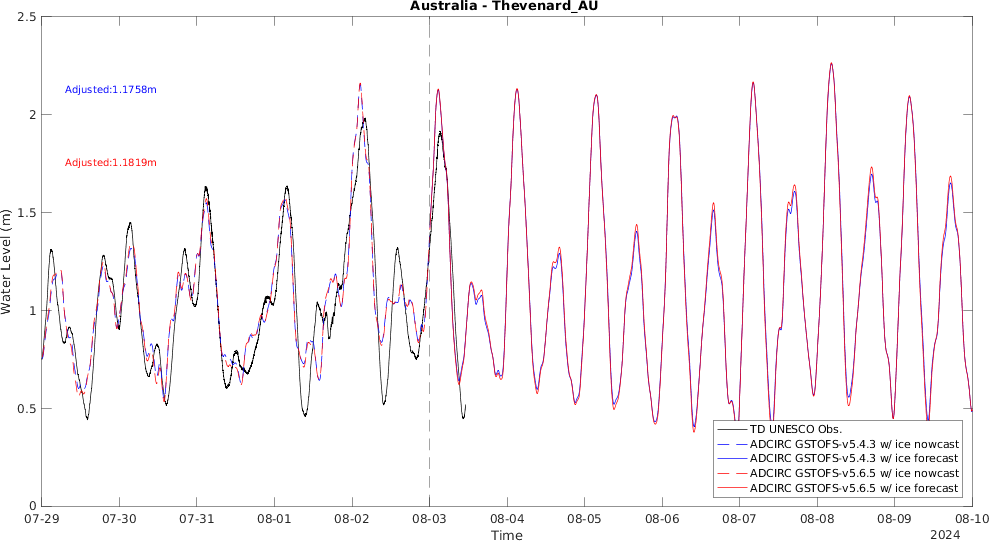 Australia - Thevenard_AU
2.5
2
1.5
1
0.5
0
Water Level (m)
Adjusted:1.1758m
Adjusted:1.1819m
TD UNESCO Obs.
ADCIRC GSTOFS-v5.4.3 w/ ice nowcast
ADCIRC GSTOFS-v5.4.3 w/ ice forecast
ADCIRC GSTOFS-v5.6.5 w/ ice nowcast
ADCIRC GSTOFS-v5.6.5 w/ ice forecast
07-29 07-30 07-31 08-01 08-02 08-03 08-04 08-05 08-06 08-07 08-08 08-09 08-10
Time
2024